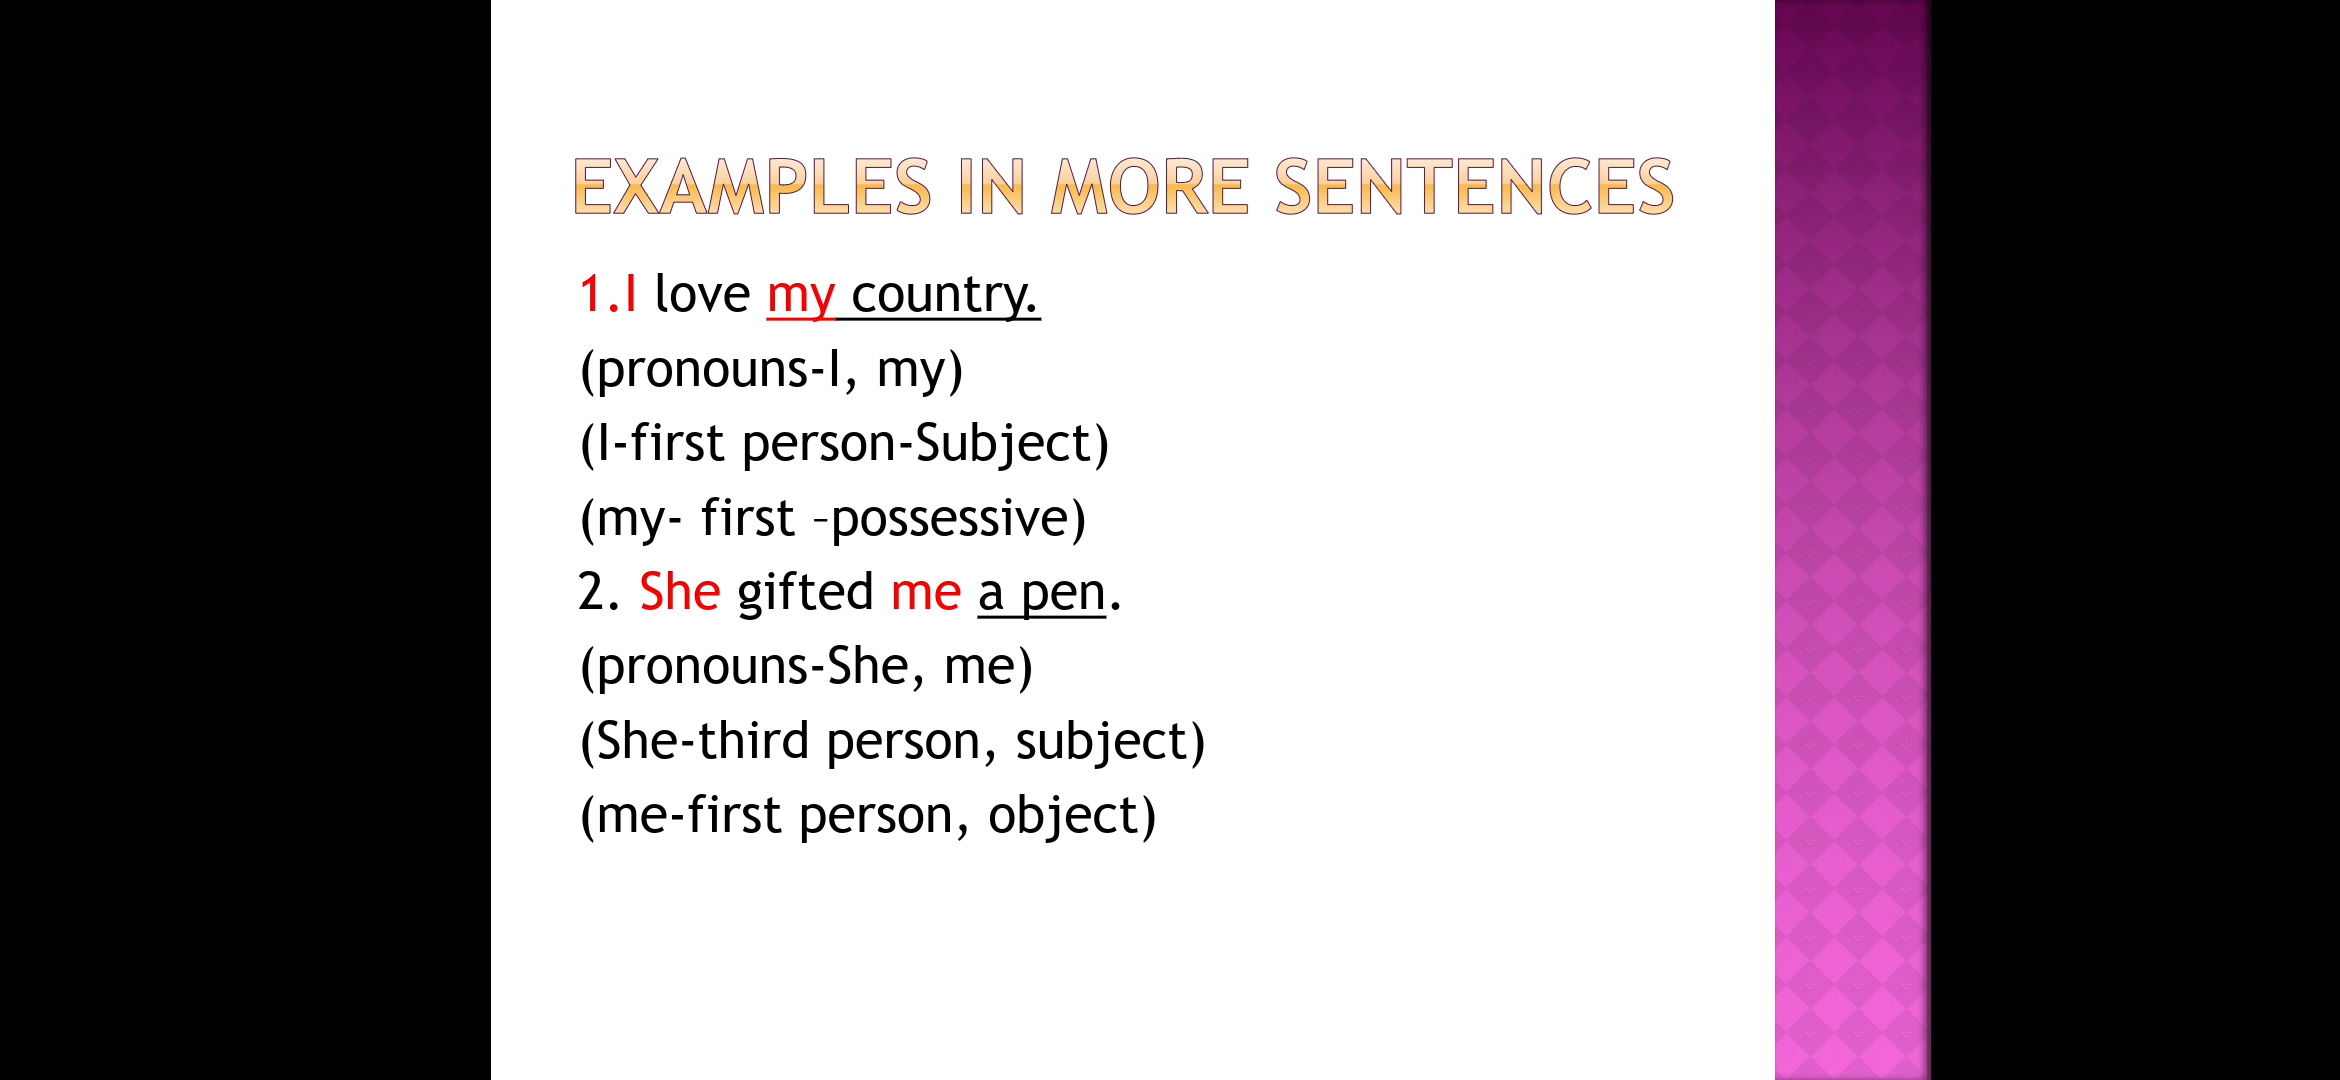 EXAMPLES IN MORE SENTENCES
1.I love my country.
(pronouns-I, my)
(I-first person-Subject)
(my- first –possessive)
2. She gifted me a pen.
(pronouns-She, me)
(She-third person, subject)
(me-first person, object)